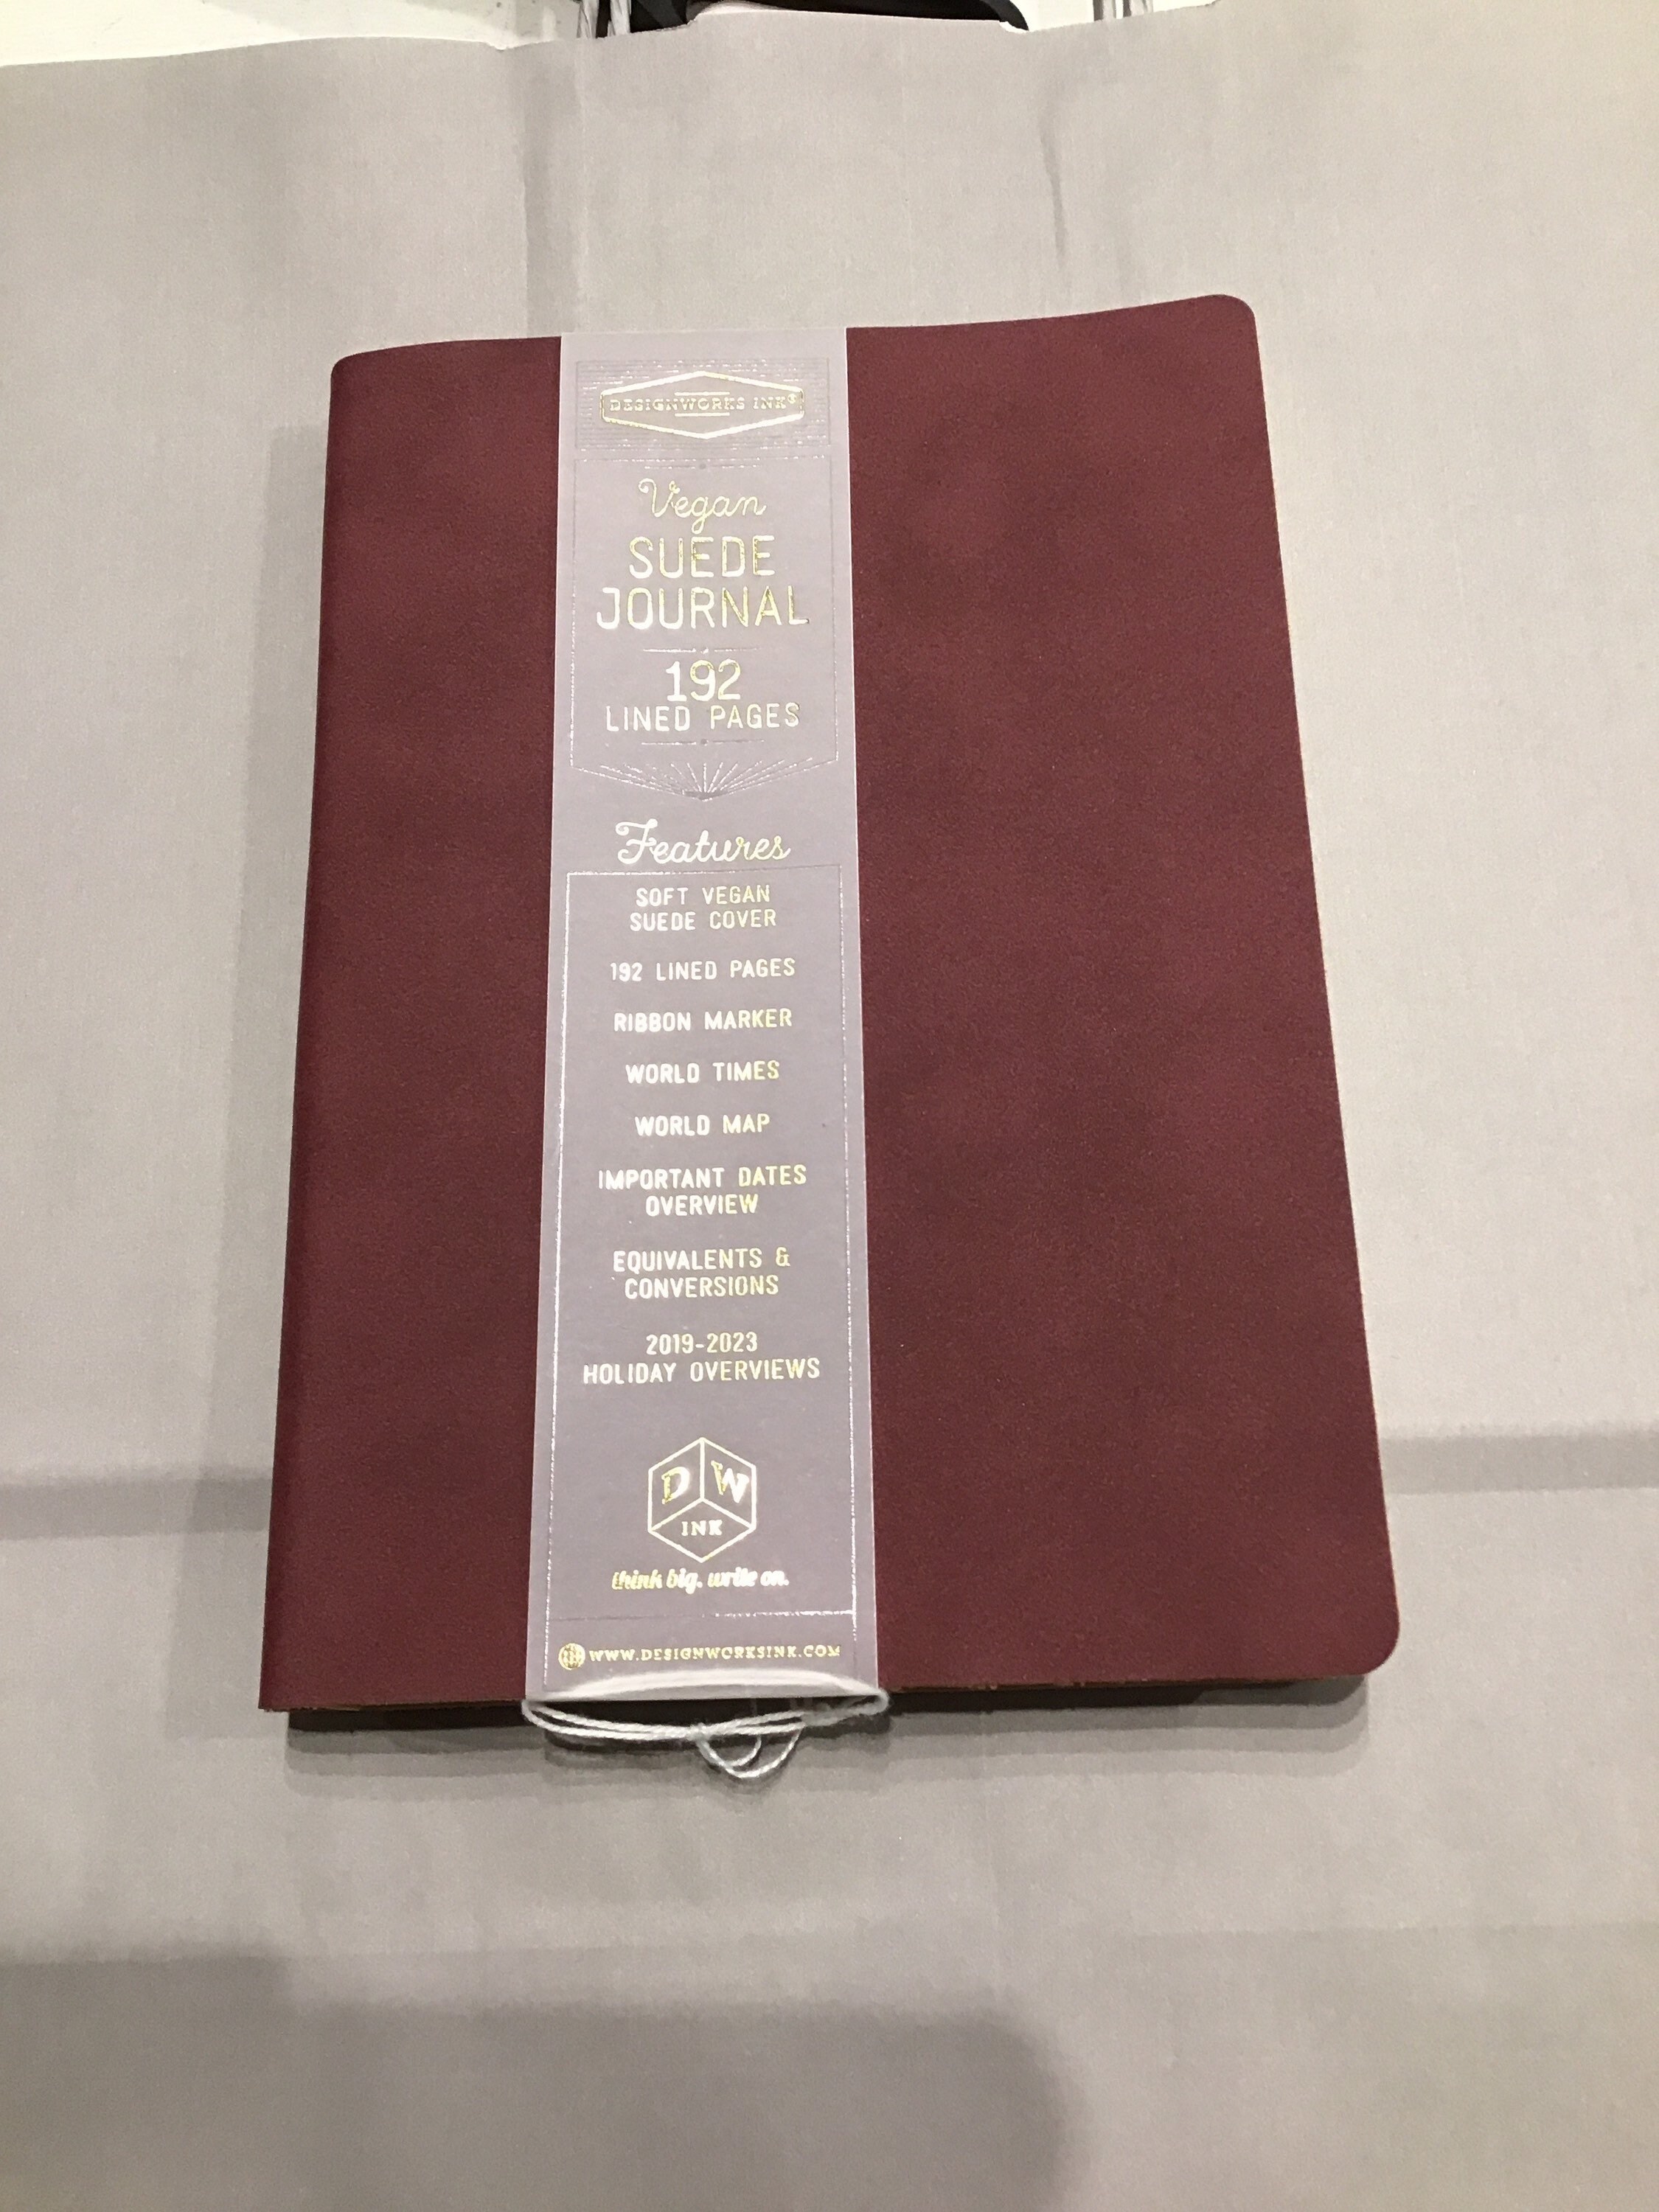 DESIGNWORKS INK®
Vegan
SUEDE
JOURNAL
192
LINED PAGES
Features
SOFT VEGAN
SUEDE COVER
192 LINED PAGES
RIBBON MARKER
WORLD TIMES
WORLD MAP
IMPORTANT DATES
OVERVIEW
EQUIVALENTS &
CONVERSIONS
2019-2023
HOLIDAY OVERVIEWS
D W
INK
think big. write on.
WWW.DESIGNWORKSINK.COM